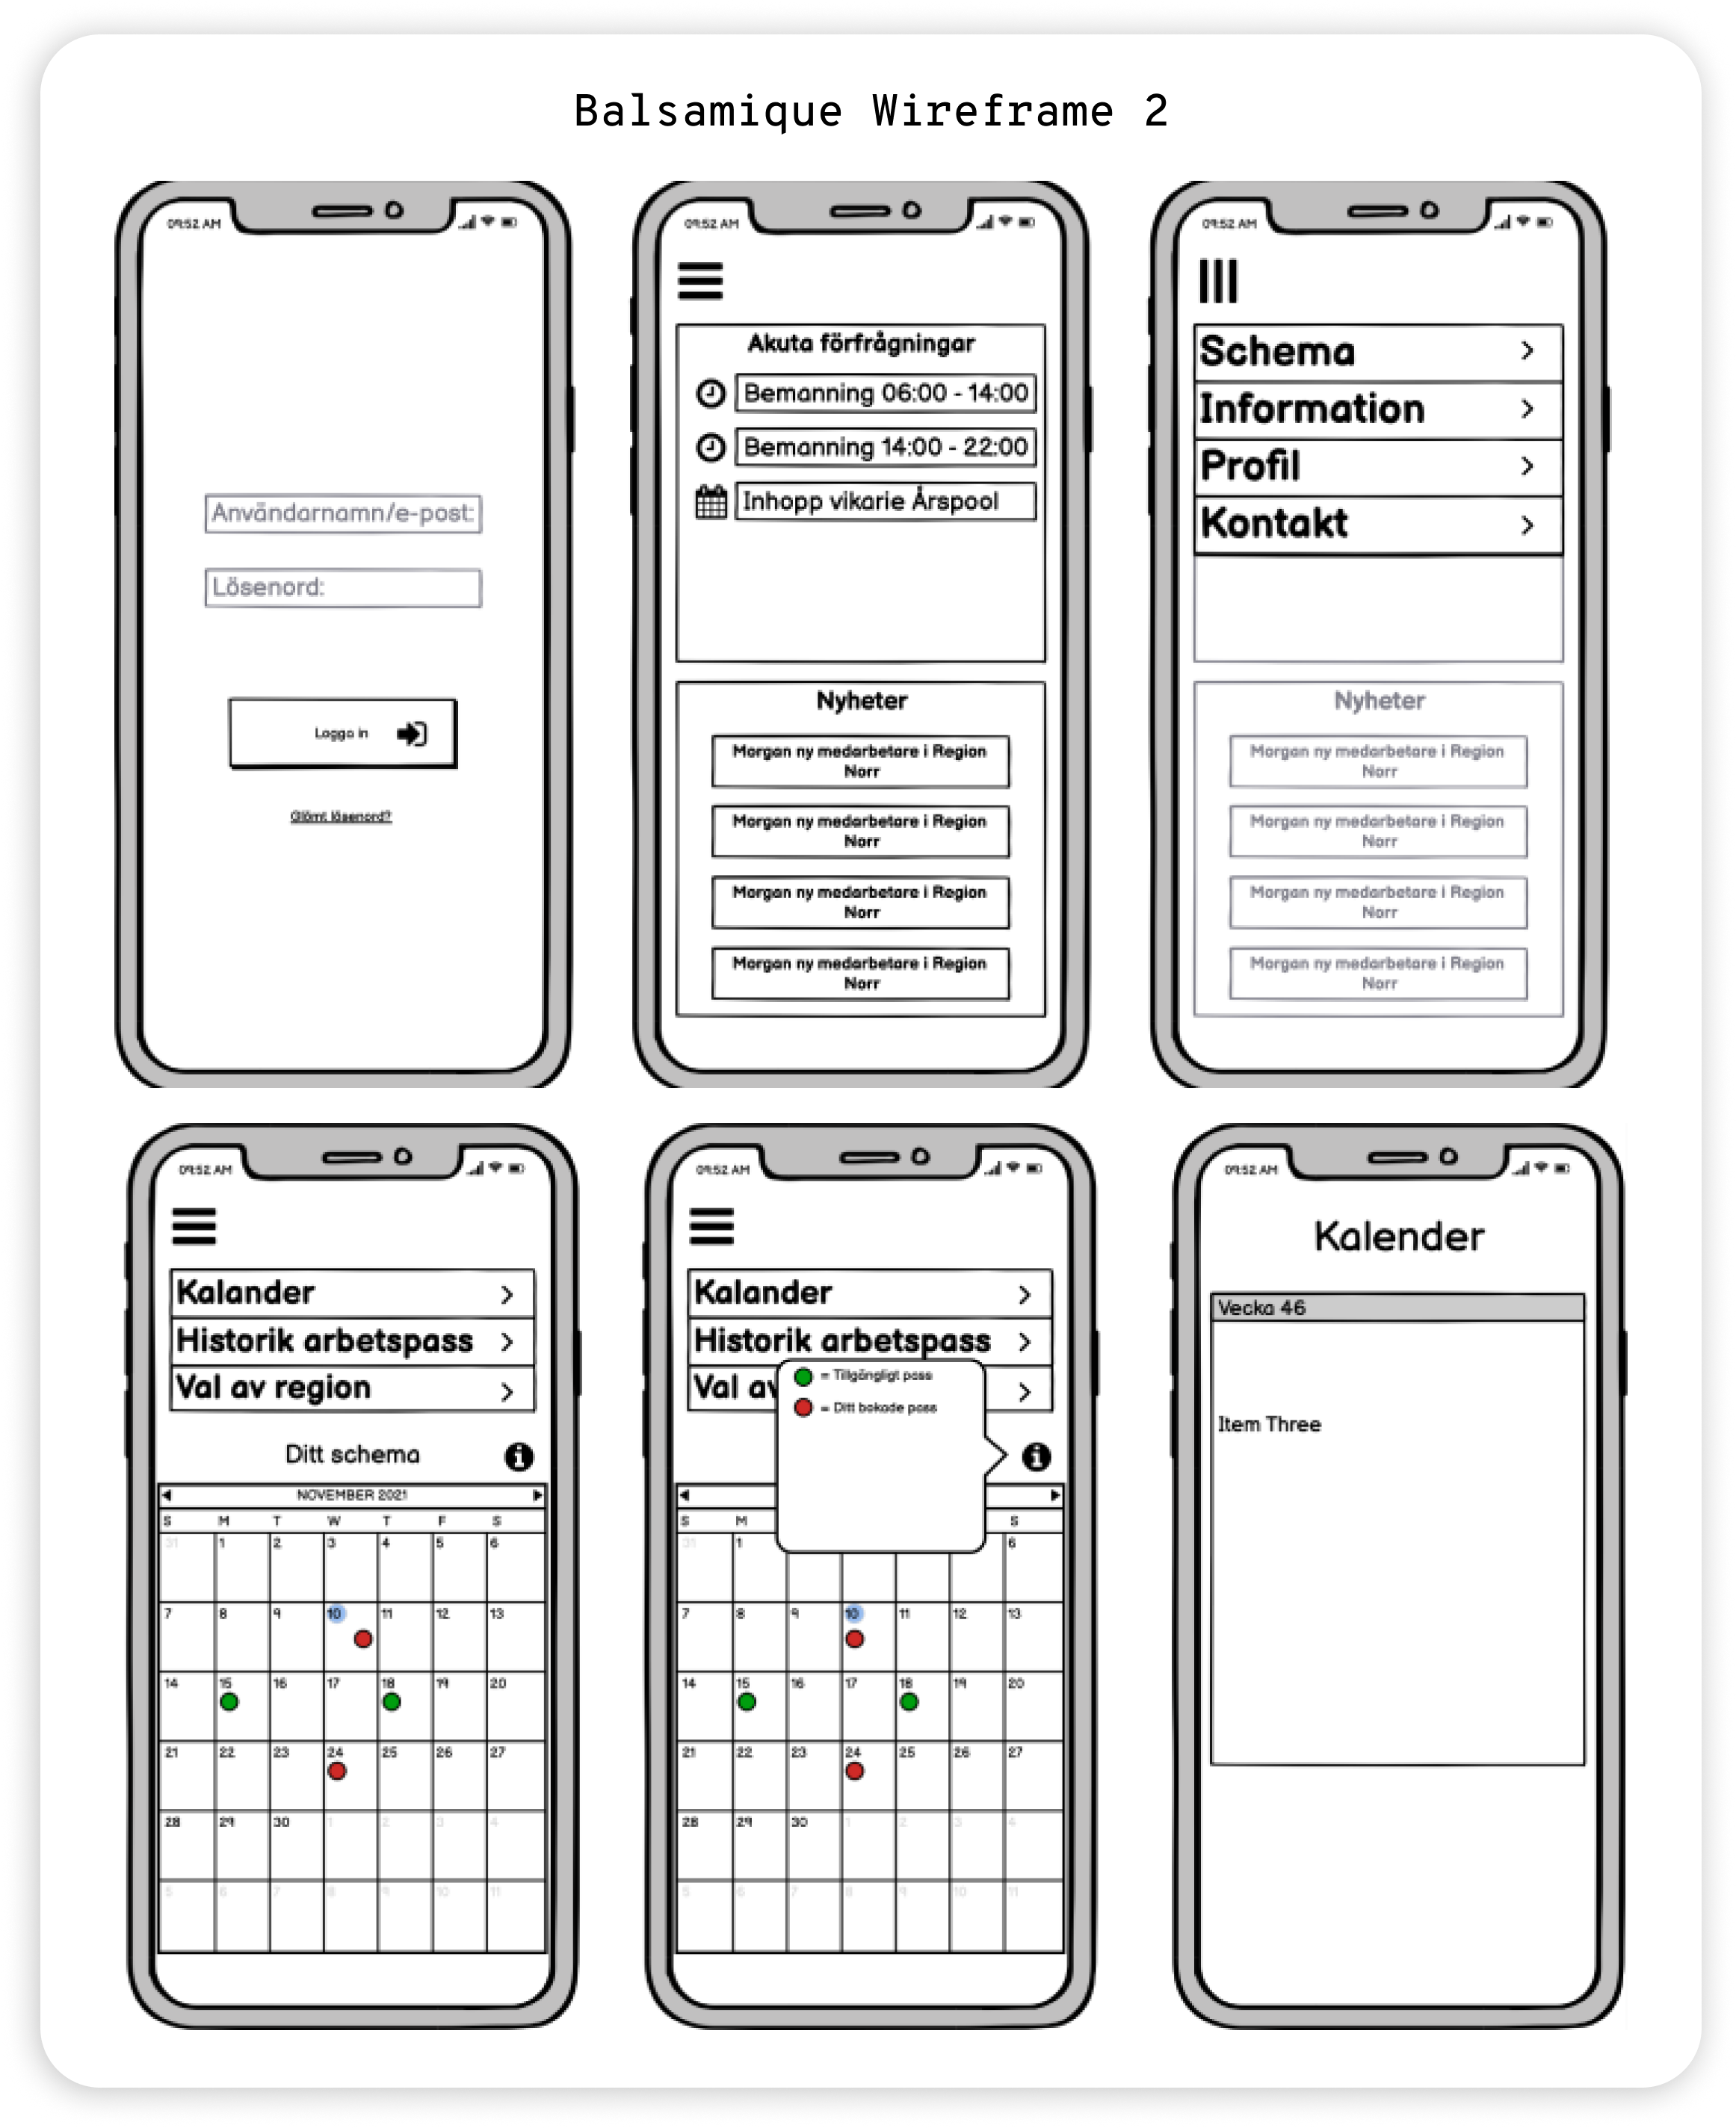 Balsamique Wireframe 2
09:52 AM
Användarnamn/e-post:
Lösenord:
Logga in
Glömt lösenord?
09:52 AM
Akuta förfrågningar
Bemanning 06:00 - 14:00
Bemanning 14:00 - 22:00
Inhopp vikarie Årspool
Nyheter
Morgan ny medarbetare i Region
Norr
Morgan ny medarbetare i Region
Norr
Morgan ny medarbetare i Region
Norr
Morgan ny medarbetare i Region
Norr
09:52 AM
Schema
Information
Profil
Kontakt
Nyheter
Morgan ny medarbetare i Region
Norr
Morgan ny medarbetare i Region
Norr
Morgan ny medarbetare i Region
Norr
Morgan ny medarbetare i Region
Norr
09:52 AM
Kalander
Historik arbetspass
Val av region
Ditt schema
NOVEMBER 2021
S M T W T F S
31 1 2 3 4 5 6
7 8 9 10 11 12 13
14 15 16 17 18 19 20
21 22 23 24 25 26 27
28 29 30 1 2 3 4
5 6 7 8 9 10 11
09:52 AM
Kalander
Historik arbetspass
Val av
= Tillgängligt pass
= Ditt bokade pass
S M S
31 1 6
7 8 9 10 11 12 13
14 15 16 17 18 19 20
21 22 23 24 25 26 27
28 29 30 1 2 3 4
5 6 7 8 9 10 11
09:52 AM
Kalender
Vecka 46
Item Three